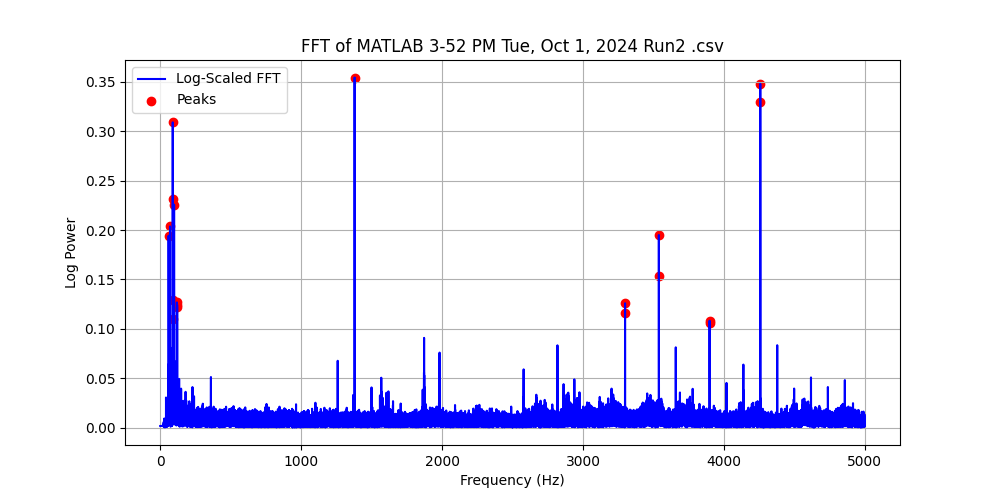 FFT of MATLAB 3-52 PM Tue, Oct 1, 2024 Run2 .csv
Log-Scaled FFT
Peaks
Log Power
0.35
0.30
0.25
0.20
0.15
0.10
0.05
0.00
0 1000 2000 3000 4000 5000
Frequency (Hz)